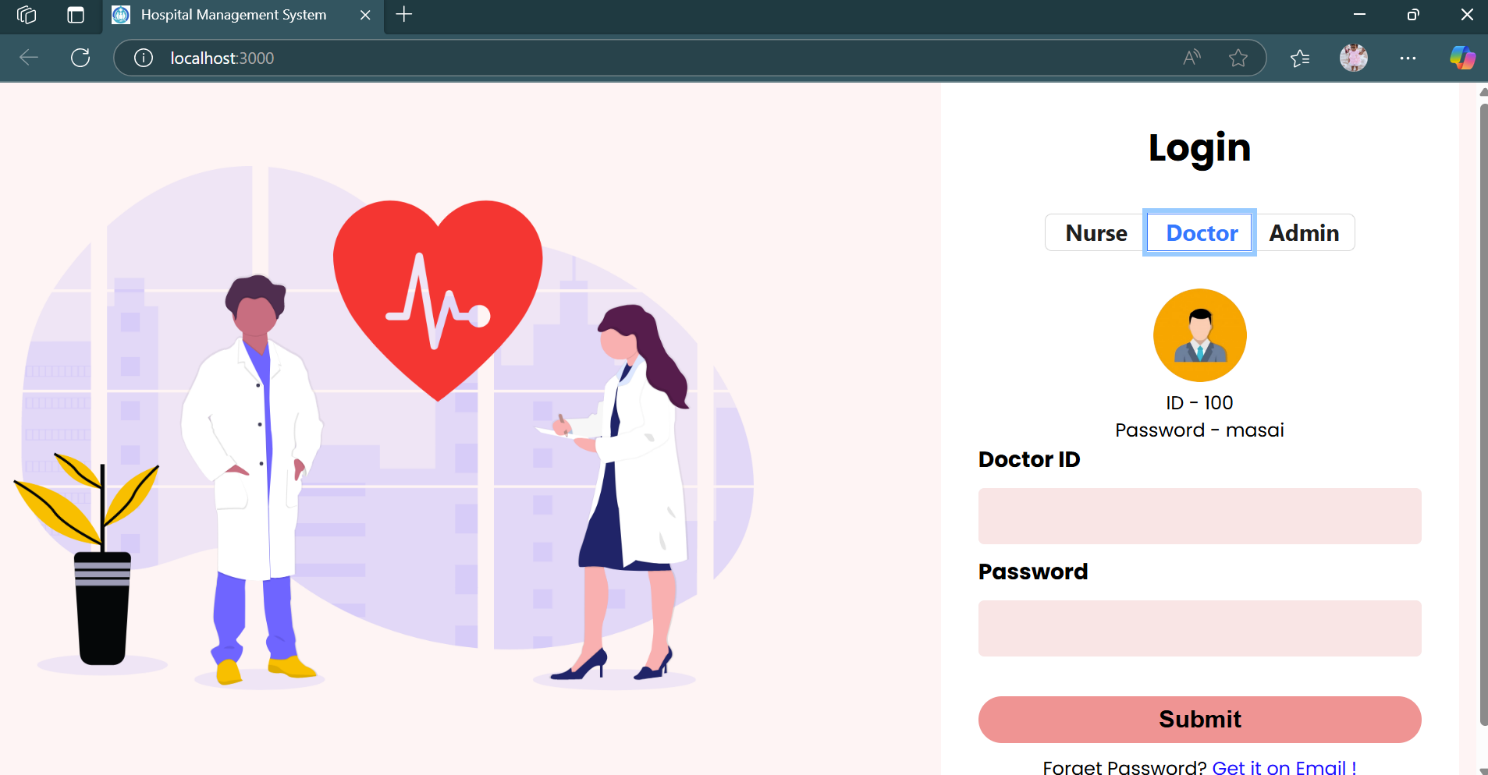 Hospital Management System
localhost:3000
Login
Nurse Doctor Admin
ID - 100
Password - masai
Doctor ID
Password
Submit
Forget Password? Get it on Email !